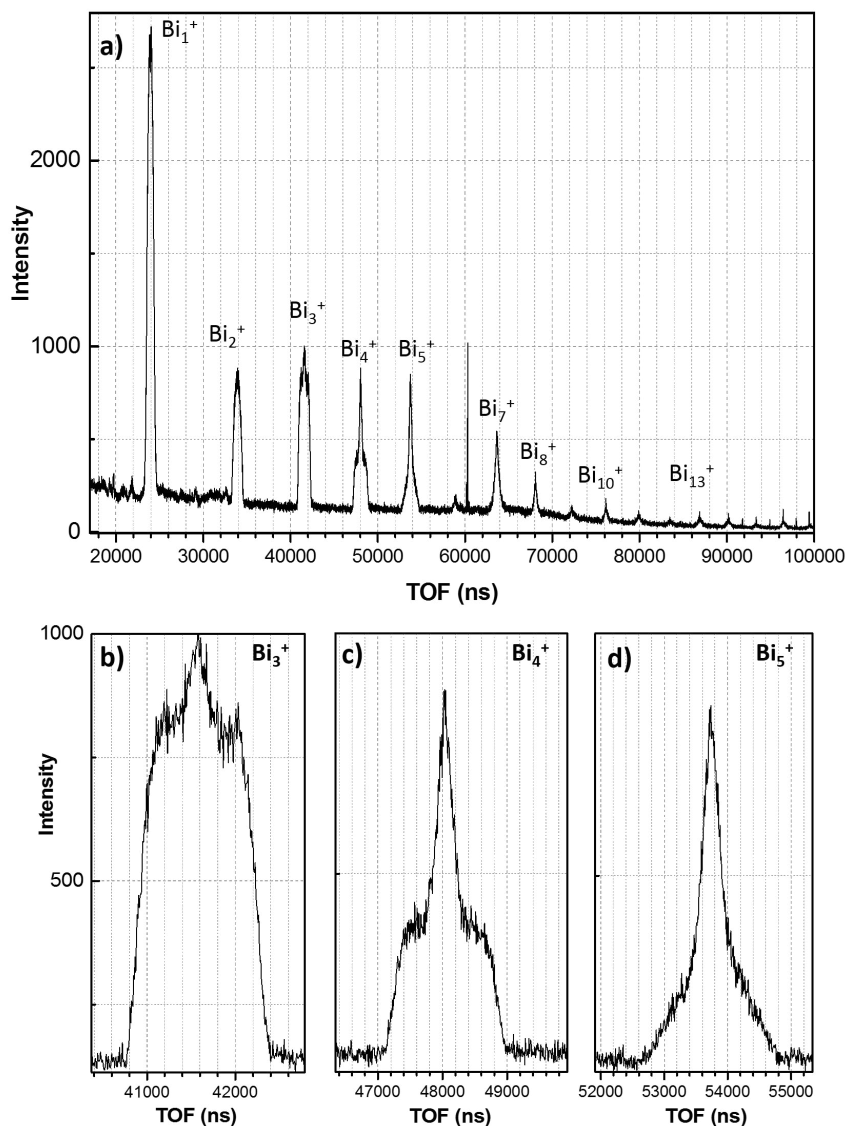 a)
Bi₁⁺
Bi₂⁺
Bi₃⁺
Bi₄⁺
Bi₅⁺
Bi₇⁺
Bi₈⁺
Bi₁₀⁺
Bi₁₃⁺
Intensity
2000
1000
0
20000 30000 40000 50000 60000 70000 80000 90000 100000
TOF (ns)
b) Bi₃⁺
c) Bi₄⁺
d) Bi₅⁺
Intensity
1000
500
41000 42000
47000 48000 49000
52000 53000 54000 55000
TOF (ns) TOF (ns) TOF (ns)